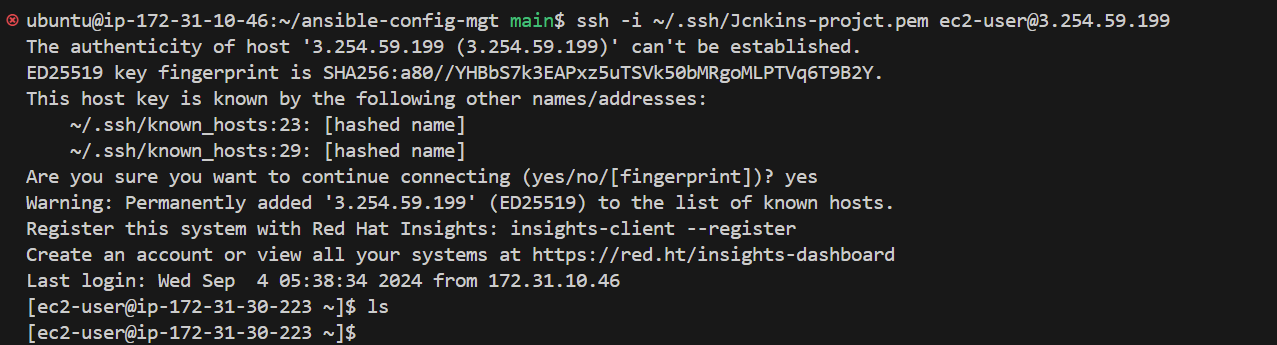 ubuntu@ip-172-31-10-46:~/ansible-config-mgt main$ ssh -i ~/.ssh/Jcnkins-projct.pem ec2-user@3.254.59.199
The authenticity of host '3.254.59.199 (3.254.59.199)' can't be established.
ED25519 key fingerprint is SHA256:a80//YHBbS7k3EAPxz5uTSVk50bMRgoMLPTVq6T9B2Y.
This host key is known by the following other names/addresses:
    ~/.ssh/known_hosts:23: [hashed name]
    ~/.ssh/known_hosts:29: [hashed name]
Are you sure you want to continue connecting (yes/no/[fingerprint])? yes
Warning: Permanently added '3.254.59.199' (ED25519) to the list of known hosts.
Register this system with Red Hat Insights: insights-client --register
Create an account or view all your systems at https://red.ht/insights-dashboard
Last login: Wed Sep  4 05:38:34 2024 from 172.31.10.46
[ec2-user@ip-172-31-30-223 ~]$ ls
[ec2-user@ip-172-31-30-223 ~]$